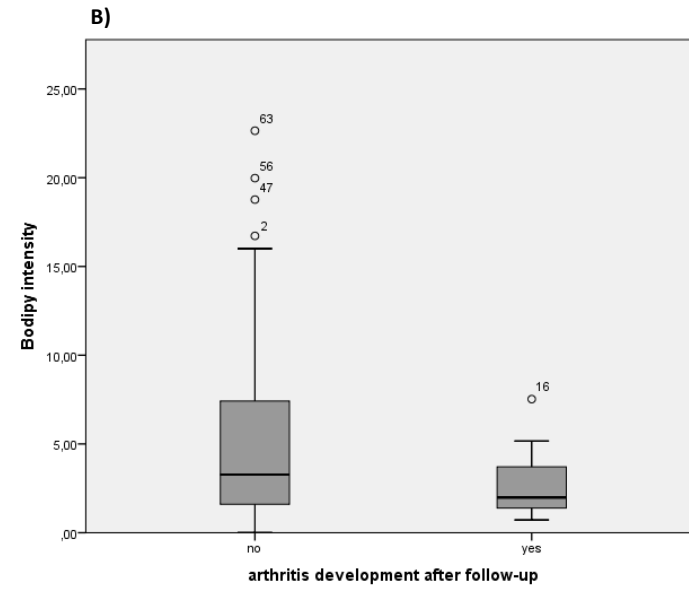 B)
Bodipy intensity
25,00
20,00
15,00
10,00
5,00
,00
63
56
47
2
16
no
yes
arthritis development after follow-up